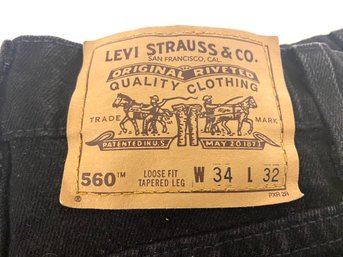 LEVI STRAUSS & CO.
SAN FRANCISCO, CAL.
ORIGINAL RIVETED
QUALITY CLOTHING
TRADE MARK
PATENTED IN U.S. MAY 20 1873
560™ LOOSE FIT TAPERED LEG W 34 L 32
®